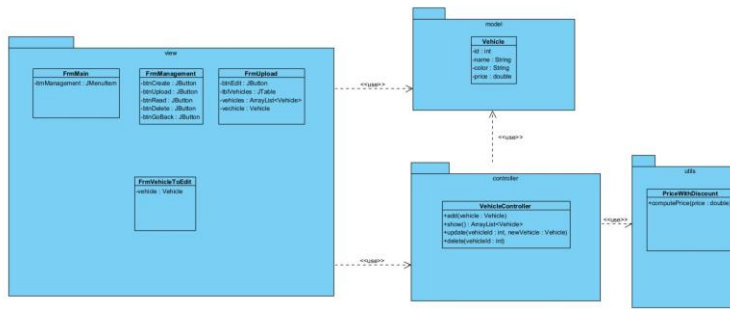 view
FrmMain
-itmManagement : JMenuItem
FrmManagement
-btnCreate : JButton
-btnUpload : JButton
-btnRead : JButton
-btnDelete : JButton
-btnGoBack : JButton
FrmUpload
-btnEdit : JButton
-tblVehicles : JTable
-vehicles : ArrayList<Vehicle>
-vechicle : Vehicle
FrmVehicleToEdit
-vehicle : Vehicle
<<use>>
<<use>>
model
Vehicle
-id : int
-name : String
-color : String
-price : double
<<use>>
controller
VehicleController
+add(vehicle : Vehicle)
+show() : ArrayList<Vehicle>
+update(vehicleId : int, newVehicle : Vehicle)
+delete(vehicleId : int)
<<use>>
utils
PriceWithDiscount
+computePrice(price : double)